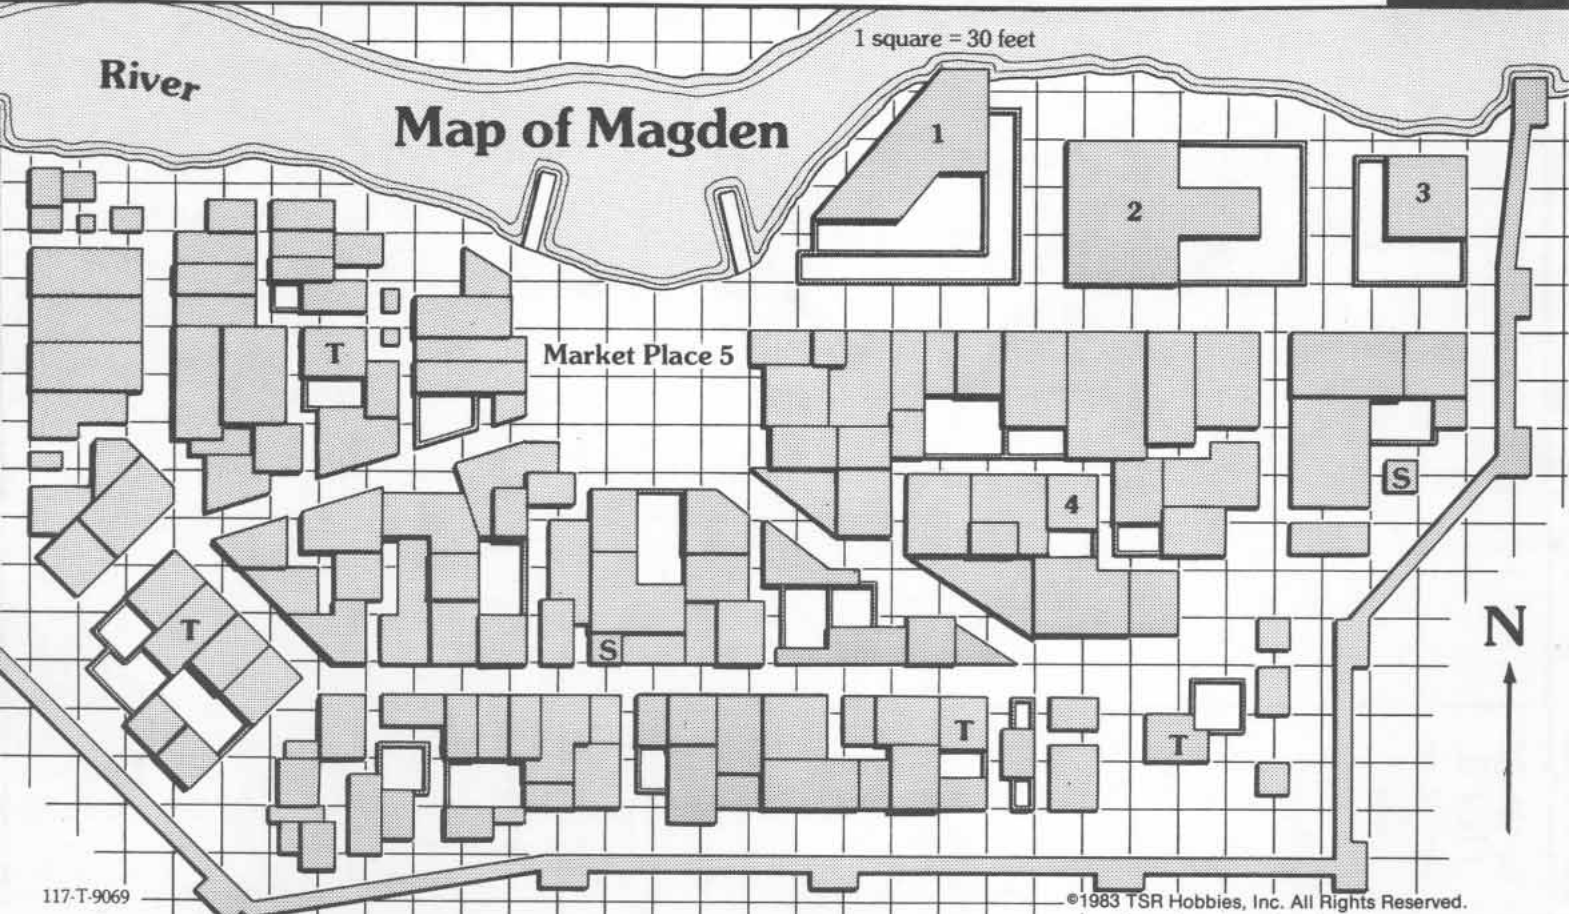 1 square = 30 feet
River
Map of Magden
1
2
3
T
Market Place 5
S
4
T
S
N
T
T
117-T-9069
©1983 TSR Hobbies, Inc. All Rights Reserved.